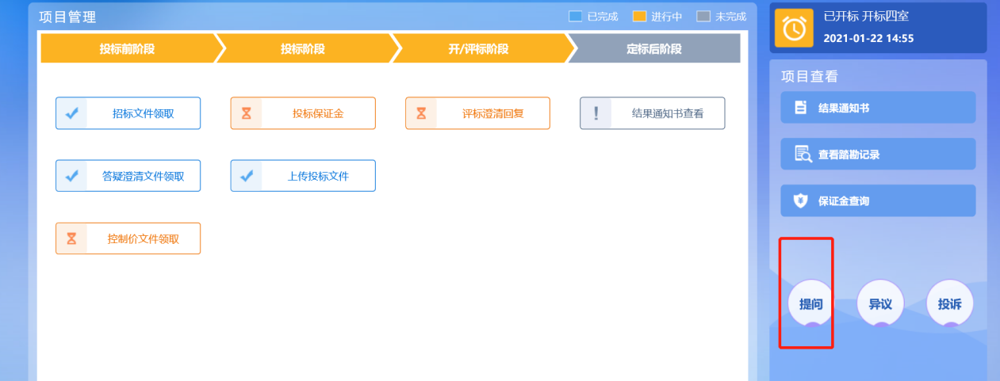 项目管理
已完成 进行中 未完成
投标前阶段 投标阶段 开/评标阶段 定标后阶段
招标文件领取 投标保证金 评标澄清回复 结果通知书查看
答疑澄清文件领取 上传投标文件
控制价文件领取
已开标 开标四室
2021-01-22 14:55
项目查看
结果通知书
查看踏勘记录
保证金查询
提问 异议 投诉